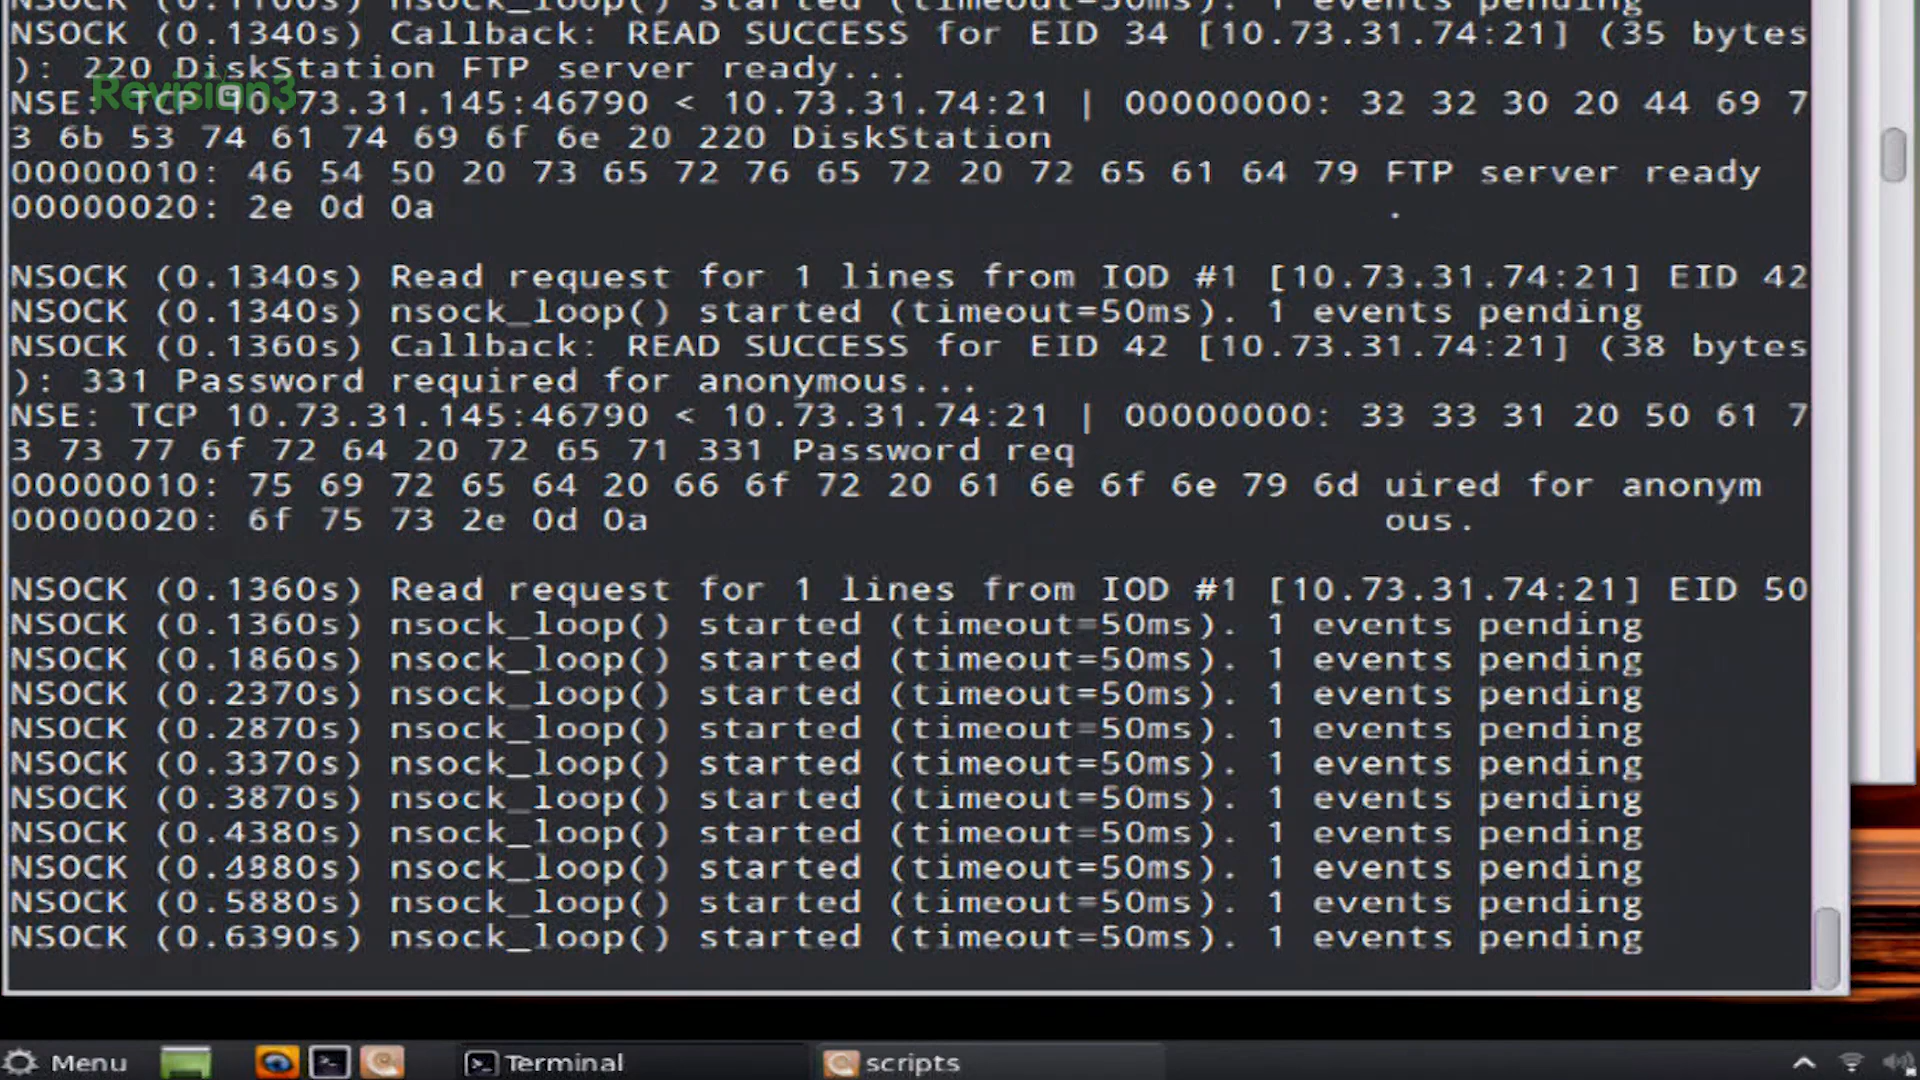 NSOCK (0.1100s) nsock_loop() started (timeout=50ms). 1 events pending
NSOCK (0.1340s) Callback: READ SUCCESS for EID 34 [10.73.31.74:21] (35 bytes
): 220 DiskStation FTP server ready...
Revision3
NSE: TCP 10.73.31.145:46790 < 10.73.31.74:21 | 00000000: 32 32 30 20 44 69 7
3 6b 53 74 61 74 69 6f 6e 20 220 DiskStation
00000010: 46 54 50 20 73 65 72 76 65 72 20 72 65 61 64 79 FTP server ready
00000020: 2e 0d 0a .
NSOCK (0.1340s) Read request for 1 lines from IOD #1 [10.73.31.74:21] EID 42
NSOCK (0.1340s) nsock_loop() started (timeout=50ms). 1 events pending
NSOCK (0.1360s) Callback: READ SUCCESS for EID 42 [10.73.31.74:21] (38 bytes
): 331 Password required for anonymous...
NSE: TCP 10.73.31.145:46790 < 10.73.31.74:21 | 00000000: 33 33 31 20 50 61 7
3 73 77 6f 72 64 20 72 65 71 331 Password req
00000010: 75 69 72 65 64 20 66 6f 72 20 61 6e 6f 6e 79 6d uired for anonym
00000020: 6f 75 73 2e 0d 0a ous.
NSOCK (0.1360s) Read request for 1 lines from IOD #1 [10.73.31.74:21] EID 50
NSOCK (0.1360s) nsock_loop() started (timeout=50ms). 1 events pending
NSOCK (0.1860s) nsock_loop() started (timeout=50ms). 1 events pending
NSOCK (0.2370s) nsock_loop() started (timeout=50ms). 1 events pending
NSOCK (0.2870s) nsock_loop() started (timeout=50ms). 1 events pending
NSOCK (0.3370s) nsock_loop() started (timeout=50ms). 1 events pending
NSOCK (0.3870s) nsock_loop() started (timeout=50ms). 1 events pending
NSOCK (0.4380s) nsock_loop() started (timeout=50ms). 1 events pending
NSOCK (0.4880s) nsock_loop() started (timeout=50ms). 1 events pending
NSOCK (0.5880s) nsock_loop() started (timeout=50ms). 1 events pending
NSOCK (0.6390s) nsock_loop() started (timeout=50ms). 1 events pending
Menu Terminal scripts